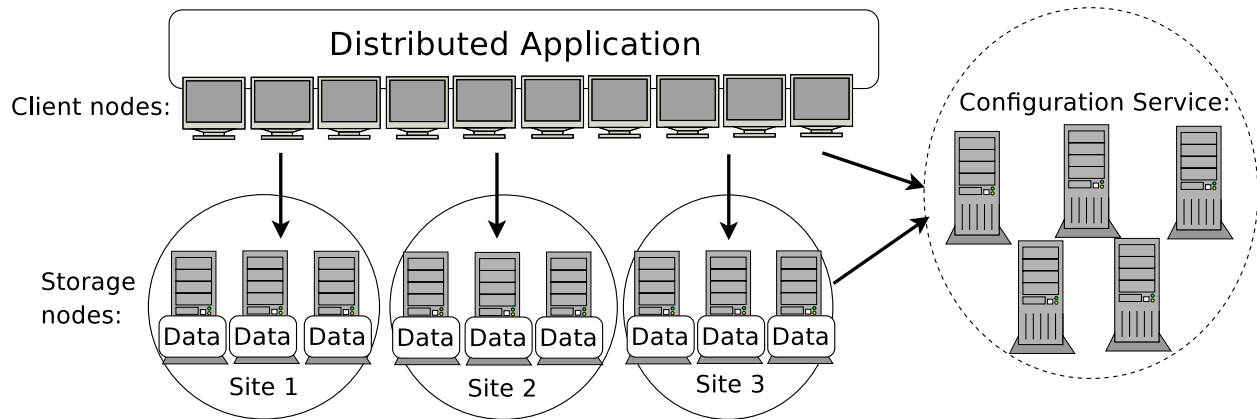 Distributed Application
Client nodes:
Configuration Service:
Storage
nodes:
Data Data Data
Data Data Data
Data Data Data
Site 1
Site 2
Site 3